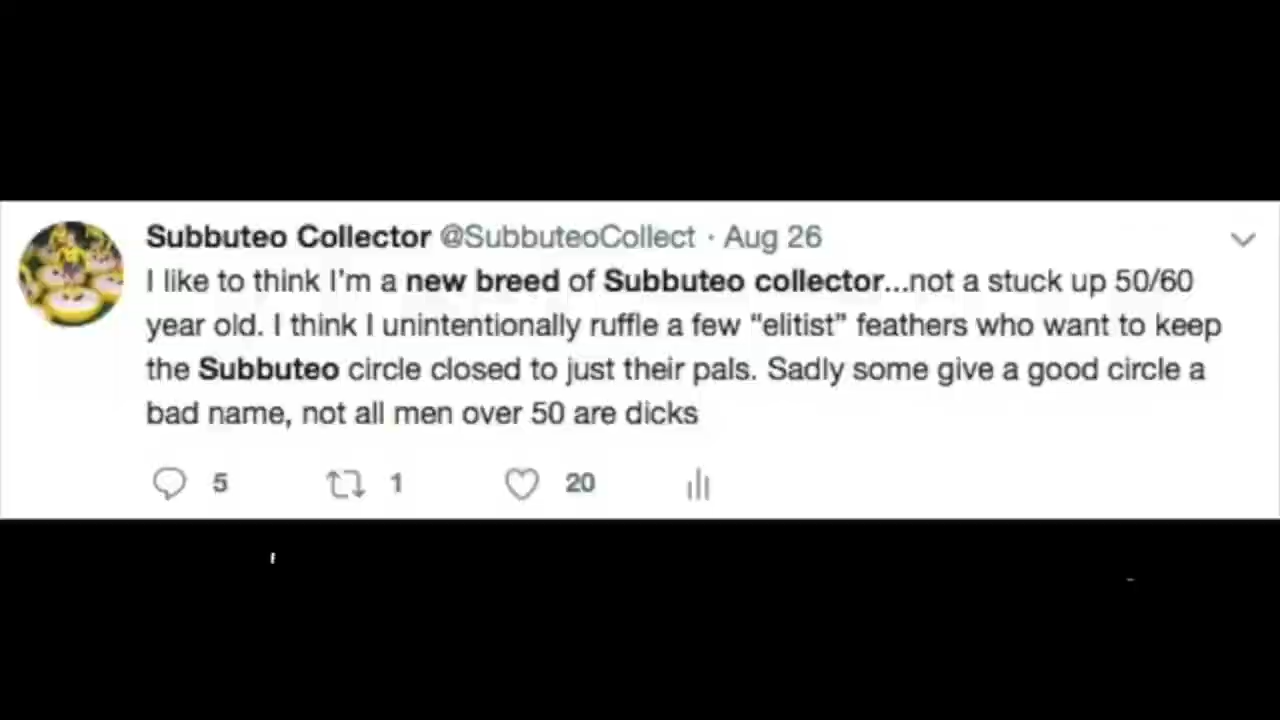 Subbuteo Collector @SubbuteoCollect · Aug 26
I like to think I'm a new breed of Subbuteo collector...not a stuck up 50/60
year old. I think I unintentionally ruffle a few “elitist” feathers who want to keep
the Subbuteo circle closed to just their pals. Sadly some give a good circle a
bad name, not all men over 50 are dicks
5 1 20